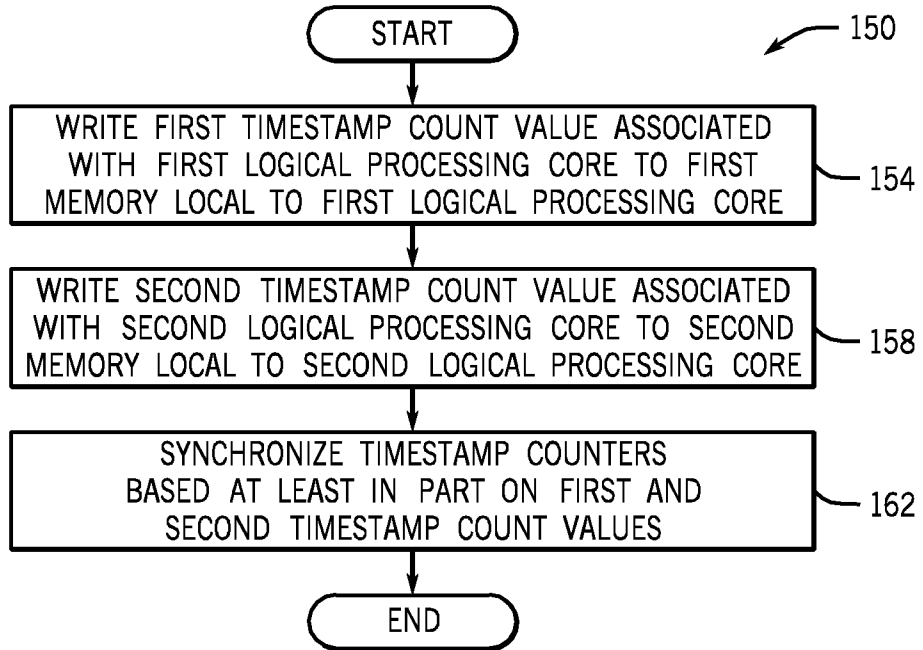 START
150
WRITE FIRST TIMESTAMP COUNT VALUE ASSOCIATED
WITH FIRST LOGICAL PROCESSING CORE TO FIRST
MEMORY LOCAL TO FIRST LOGICAL PROCESSING CORE
154
WRITE SECOND TIMESTAMP COUNT VALUE ASSOCIATED
WITH SECOND LOGICAL PROCESSING CORE TO SECOND
MEMORY LOCAL TO SECOND LOGICAL PROCESSING CORE
158
SYNCHRONIZE TIMESTAMP COUNTERS
BASED AT LEAST IN PART ON FIRST AND
SECOND TIMESTAMP COUNT VALUES
162
END